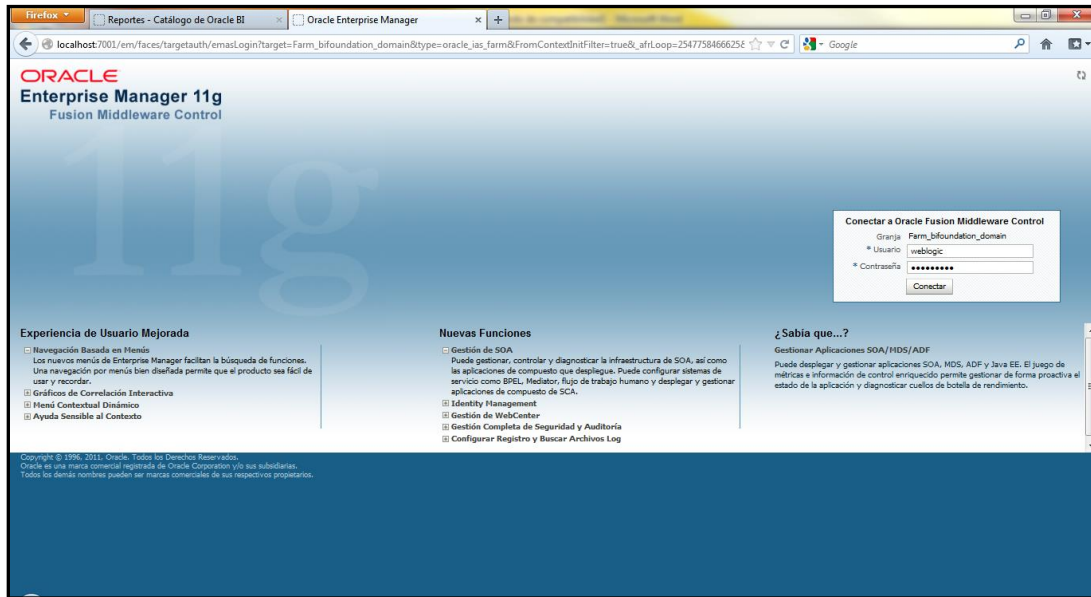 Firefox
Reportes - Catálogo de Oracle BI
Oracle Enterprise Manager
localhost:7001/em/faces/targetauth/emasLogin?target=Farm_bifoundation_domain&type=oracle_ias_farm&FromContextInitFilter=true&_afrLoop=2547758466625
Google
ORACLE
Enterprise Manager 11g
Fusion Middleware Control
11g
Conectar a Oracle Fusion Middleware Control
Granja Farm_bifoundation_domain
* Usuario weblogic
* Contraseña •••••••••
Conectar
Experiencia de Usuario Mejorada
Navegación Basada en Menús
Los nuevos menús de Enterprise Manager facilitan la búsqueda de funciones.
Una navegación por menús bien diseñada permite que el producto sea fácil de
usar y recordar.
Gráficos de Correlación Interactiva
Menú Contextual Dinámico
Ayuda Sensible al Contexto
Nuevas Funciones
Gestión de SOA
Puede gestionar, controlar y diagnosticar la infraestructura de SOA, así como
las aplicaciones de compuesto que despliegue. Puede configurar sistemas de
servicio como BPEL, Mediator, flujo de trabajo humano y desplegar y gestionar
aplicaciones de compuesto de SCA.
Identity Management
Gestión de WebCenter
Gestión Completa de Seguridad y Auditoría
Configurar Registro y Buscar Archivos Log
¿Sabía que...?
Gestionar Aplicaciones SOA/MDS/ADF
Puede desplegar y gestionar aplicaciones SOA, MDS, ADF y Java EE. El juego de
métricas e información de control enriquecido permite gestionar de forma proactiva el
estado de la aplicación y diagnosticar cuellos de botella de rendimiento.
Copyright © 1996, 2011, Oracle. Todos los Derechos Reservados.
Oracle es una marca comercial registrada de Oracle Corporation y/o sus subsidiarias.
Todos los demás nombres pueden ser marcas comerciales de sus respectivos propietarios.